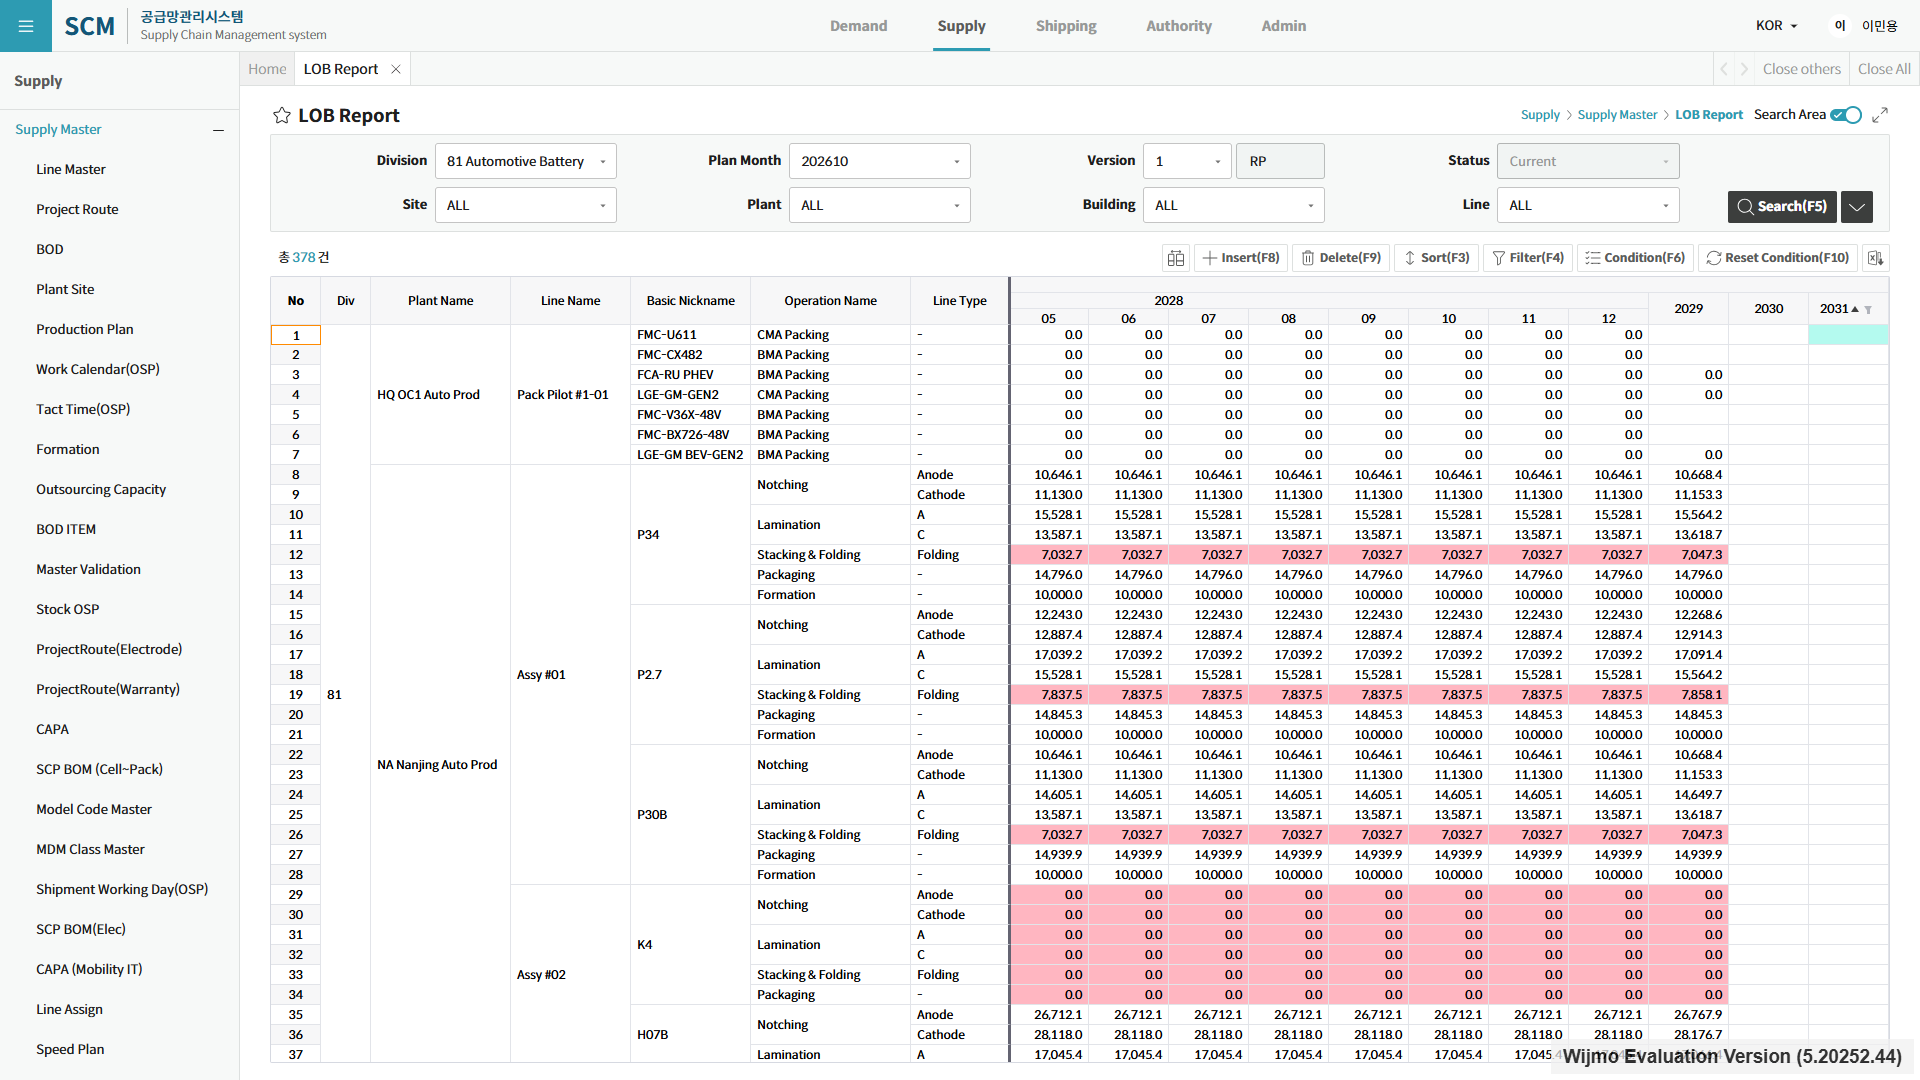 SCM
공급망관리시스템
Supply Chain Management system
Demand Supply Shipping Authority Admin
KOR 이 이민용
Supply
Supply Master
Line Master
Project Route
BOD
Plant Site
Production Plan
Work Calendar(OSP)
Tact Time(OSP)
Formation
Outsourcing Capacity
BOD ITEM
Master Validation
Stock OSP
ProjectRoute(Electrode)
ProjectRoute(Warranty)
CAPA
SCP BOM (Cell~Pack)
Model Code Master
MDM Class Master
Shipment Working Day(OSP)
SCP BOM(Elec)
CAPA (Mobility IT)
Line Assign
Speed Plan
Home LOB Report Close others Close All
LOB Report
Supply > Supply Master > LOB Report Search Area
Division 81 Automotive Battery Plan Month 202610 Version 1 RP Status Current
Site ALL Plant ALL Building ALL Line ALL Search(F5)
총 378 건
Insert(F8) Delete(F9) Sort(F3) Filter(F4) Condition(F6) Reset Condition(F10)
No Div Plant Name Line Name Basic Nickname Operation Name Line Type 2028 2029 2030 2031
05 06 07 08 09 10 11 12
1 FMC-U611 CMA Packing - 0.0 0.0 0.0 0.0 0.0 0.0 0.0 0.0
2 FMC-CX482 BMA Packing - 0.0 0.0 0.0 0.0 0.0 0.0 0.0 0.0
3 FCA-RU PHEV BMA Packing - 0.0 0.0 0.0 0.0 0.0 0.0 0.0 0.0 0.0
4 HQ OC1 Auto Prod Pack Pilot #1-01 LGE-GM-GEN2 CMA Packing - 0.0 0.0 0.0 0.0 0.0 0.0 0.0 0.0 0.0
5 FMC-V36X-48V BMA Packing - 0.0 0.0 0.0 0.0 0.0 0.0 0.0 0.0
6 FMC-BX726-48V BMA Packing - 0.0 0.0 0.0 0.0 0.0 0.0 0.0 0.0
7 LGE-GM BEV-GEN2 BMA Packing - 0.0 0.0 0.0 0.0 0.0 0.0 0.0 0.0 0.0
8 Notching Anode 10,646.1 10,646.1 10,646.1 10,646.1 10,646.1 10,646.1 10,646.1 10,646.1 10,668.4
9 Cathode 11,130.0 11,130.0 11,130.0 11,130.0 11,130.0 11,130.0 11,130.0 11,130.0 11,153.3
10 Lamination A 15,528.1 15,528.1 15,528.1 15,528.1 15,528.1 15,528.1 15,528.1 15,528.1 15,564.2
11 P34 C 13,587.1 13,587.1 13,587.1 13,587.1 13,587.1 13,587.1 13,587.1 13,587.1 13,618.7
12 Stacking & Folding Folding 7,032.7 7,032.7 7,032.7 7,032.7 7,032.7 7,032.7 7,032.7 7,032.7 7,047.3
13 Packaging - 14,796.0 14,796.0 14,796.0 14,796.0 14,796.0 14,796.0 14,796.0 14,796.0 14,796.0
14 Formation - 10,000.0 10,000.0 10,000.0 10,000.0 10,000.0 10,000.0 10,000.0 10,000.0 10,000.0
15 Notching Anode 12,243.0 12,243.0 12,243.0 12,243.0 12,243.0 12,243.0 12,243.0 12,243.0 12,268.6
16 Cathode 12,887.4 12,887.4 12,887.4 12,887.4 12,887.4 12,887.4 12,887.4 12,887.4 12,914.3
17 Lamination A 17,039.2 17,039.2 17,039.2 17,039.2 17,039.2 17,039.2 17,039.2 17,039.2 17,091.4
18 Assy #01 P2.7 C 15,528.1 15,528.1 15,528.1 15,528.1 15,528.1 15,528.1 15,528.1 15,528.1 15,564.2
19 81 Stacking & Folding Folding 7,837.5 7,837.5 7,837.5 7,837.5 7,837.5 7,837.5 7,837.5 7,837.5 7,858.1
20 Packaging - 14,845.3 14,845.3 14,845.3 14,845.3 14,845.3 14,845.3 14,845.3 14,845.3 14,845.3
21 Formation - 10,000.0 10,000.0 10,000.0 10,000.0 10,000.0 10,000.0 10,000.0 10,000.0 10,000.0
22 NA Nanjing Auto Prod Notching Anode 10,646.1 10,646.1 10,646.1 10,646.1 10,646.1 10,646.1 10,646.1 10,646.1 10,668.4
23 Cathode 11,130.0 11,130.0 11,130.0 11,130.0 11,130.0 11,130.0 11,130.0 11,130.0 11,153.3
24 Lamination A 14,605.1 14,605.1 14,605.1 14,605.1 14,605.1 14,605.1 14,605.1 14,605.1 14,649.7
25 P30B C 13,587.1 13,587.1 13,587.1 13,587.1 13,587.1 13,587.1 13,587.1 13,587.1 13,618.7
26 Stacking & Folding Folding 7,032.7 7,032.7 7,032.7 7,032.7 7,032.7 7,032.7 7,032.7 7,032.7 7,047.3
27 Packaging - 14,939.9 14,939.9 14,939.9 14,939.9 14,939.9 14,939.9 14,939.9 14,939.9 14,939.9
28 Formation - 10,000.0 10,000.0 10,000.0 10,000.0 10,000.0 10,000.0 10,000.0 10,000.0 10,000.0
29 Notching Anode 0.0 0.0 0.0 0.0 0.0 0.0 0.0 0.0 0.0
30 Cathode 0.0 0.0 0.0 0.0 0.0 0.0 0.0 0.0 0.0
31 K4 Lamination A 0.0 0.0 0.0 0.0 0.0 0.0 0.0 0.0 0.0
32 C 0.0 0.0 0.0 0.0 0.0 0.0 0.0 0.0 0.0
33 Assy #02 Stacking & Folding Folding 0.0 0.0 0.0 0.0 0.0 0.0 0.0 0.0 0.0
34 Packaging - 0.0 0.0 0.0 0.0 0.0 0.0 0.0 0.0 0.0
35 Notching Anode 26,712.1 26,712.1 26,712.1 26,712.1 26,712.1 26,712.1 26,712.1 26,712.1 26,767.9
36 H07B Cathode 28,118.0 28,118.0 28,118.0 28,118.0 28,118.0 28,118.0 28,118.0 28,118.0 28,176.7
37 Lamination A 17,045.4 17,045.4 17,045.4 17,045.4 17,045.4 17,045.4 17,045.4
Wijmo Evaluation Version (5.20252.44)